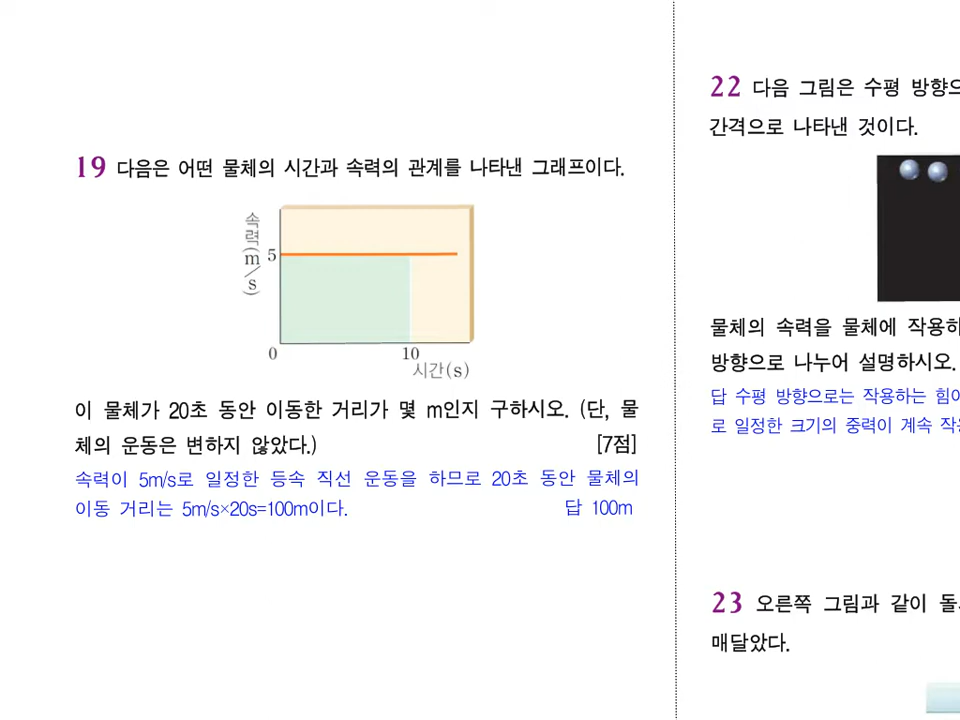 19 다음은 어떤 물체의 시간과 속력의 관계를 나타낸 그래프이다.
속력(m/s)
5
0
10
시간(s)
이 물체가 20초 동안 이동한 거리가 몇 m인지 구하시오. (단, 물
체의 운동은 변하지 않았다.) [7점]
속력이 5m/s로 일정한 등속 직선 운동을 하므로 20초 동안 물체의
이동 거리는 5m/s×20s=100m이다. 답 100m
22 다음 그림은 수평 방향으
간격으로 나타낸 것이다.
물체의 속력을 물체에 작용하
방향으로 나누어 설명하시오.
답 수평 방향으로는 작용하는 힘이
로 일정한 크기의 중력이 계속 작용
23 오른쪽 그림과 같이
매달았다.